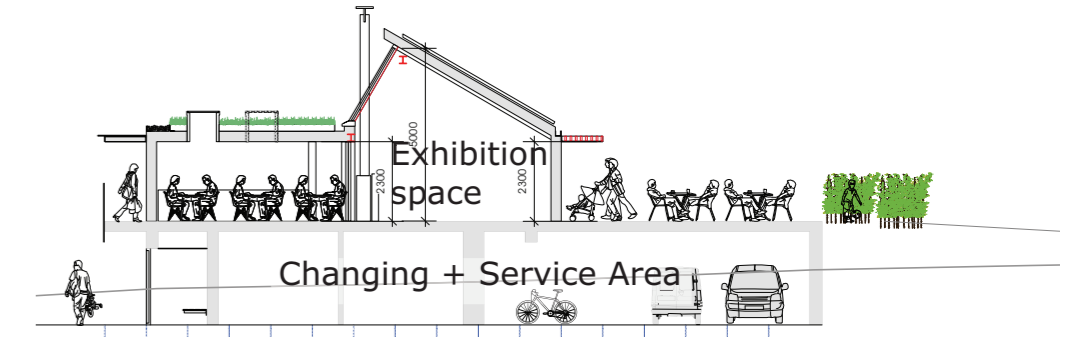 5000
Exhibition
space
2300
2300
Changing + Service Area